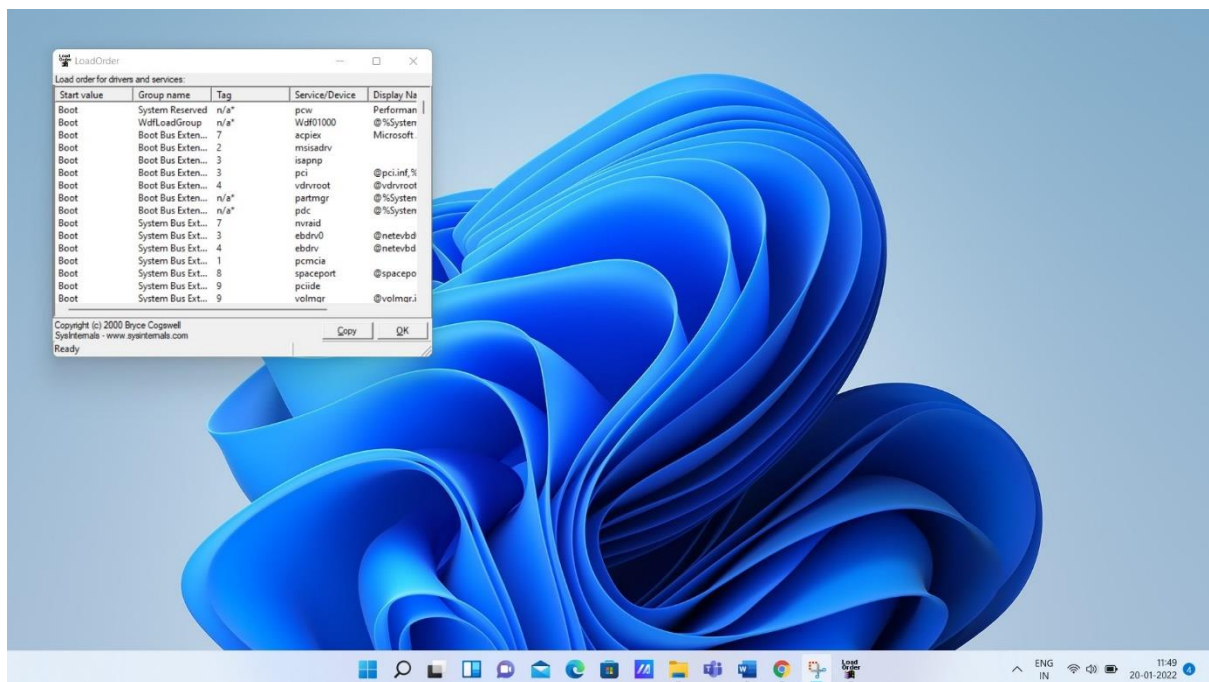 LoadOrder
Load order for drivers and services:
Start value Group name Tag Service/Device Display Na
Boot System Reserved n/a* pcw Performan
Boot WdfLoadGroup n/a* Wdf01000 @%System
Boot Boot Bus Exten... 7 acpiex Microsoft
Boot Boot Bus Exten... 2 msisadrv
Boot Boot Bus Exten... 3 isapnp
Boot Boot Bus Exten... 3 pci @pci.inf,%
Boot Boot Bus Exten... 4 vdrvroot @vdrvroot
Boot Boot Bus Exten... n/a* partmgr @%System
Boot Boot Bus Exten... n/a* pdc @%System
Boot System Bus Ext... 7 nvraid
Boot System Bus Ext... 3 ebdrv0 @netevbd
Boot System Bus Ext... 4 ebdrv @netevbd
Boot System Bus Ext... 1 pcmcia
Boot System Bus Ext... 8 spaceport @spacepo
Boot System Bus Ext... 9 pciide
Boot System Bus Ext... 9 volmgr @volmgr.i
Copyright (c) 2000 Bryce Cogswell
SysInternals - www.sysinternals.com
Copy OK
Ready
Load
Order
ENG
IN
11:49
20-01-2022
4